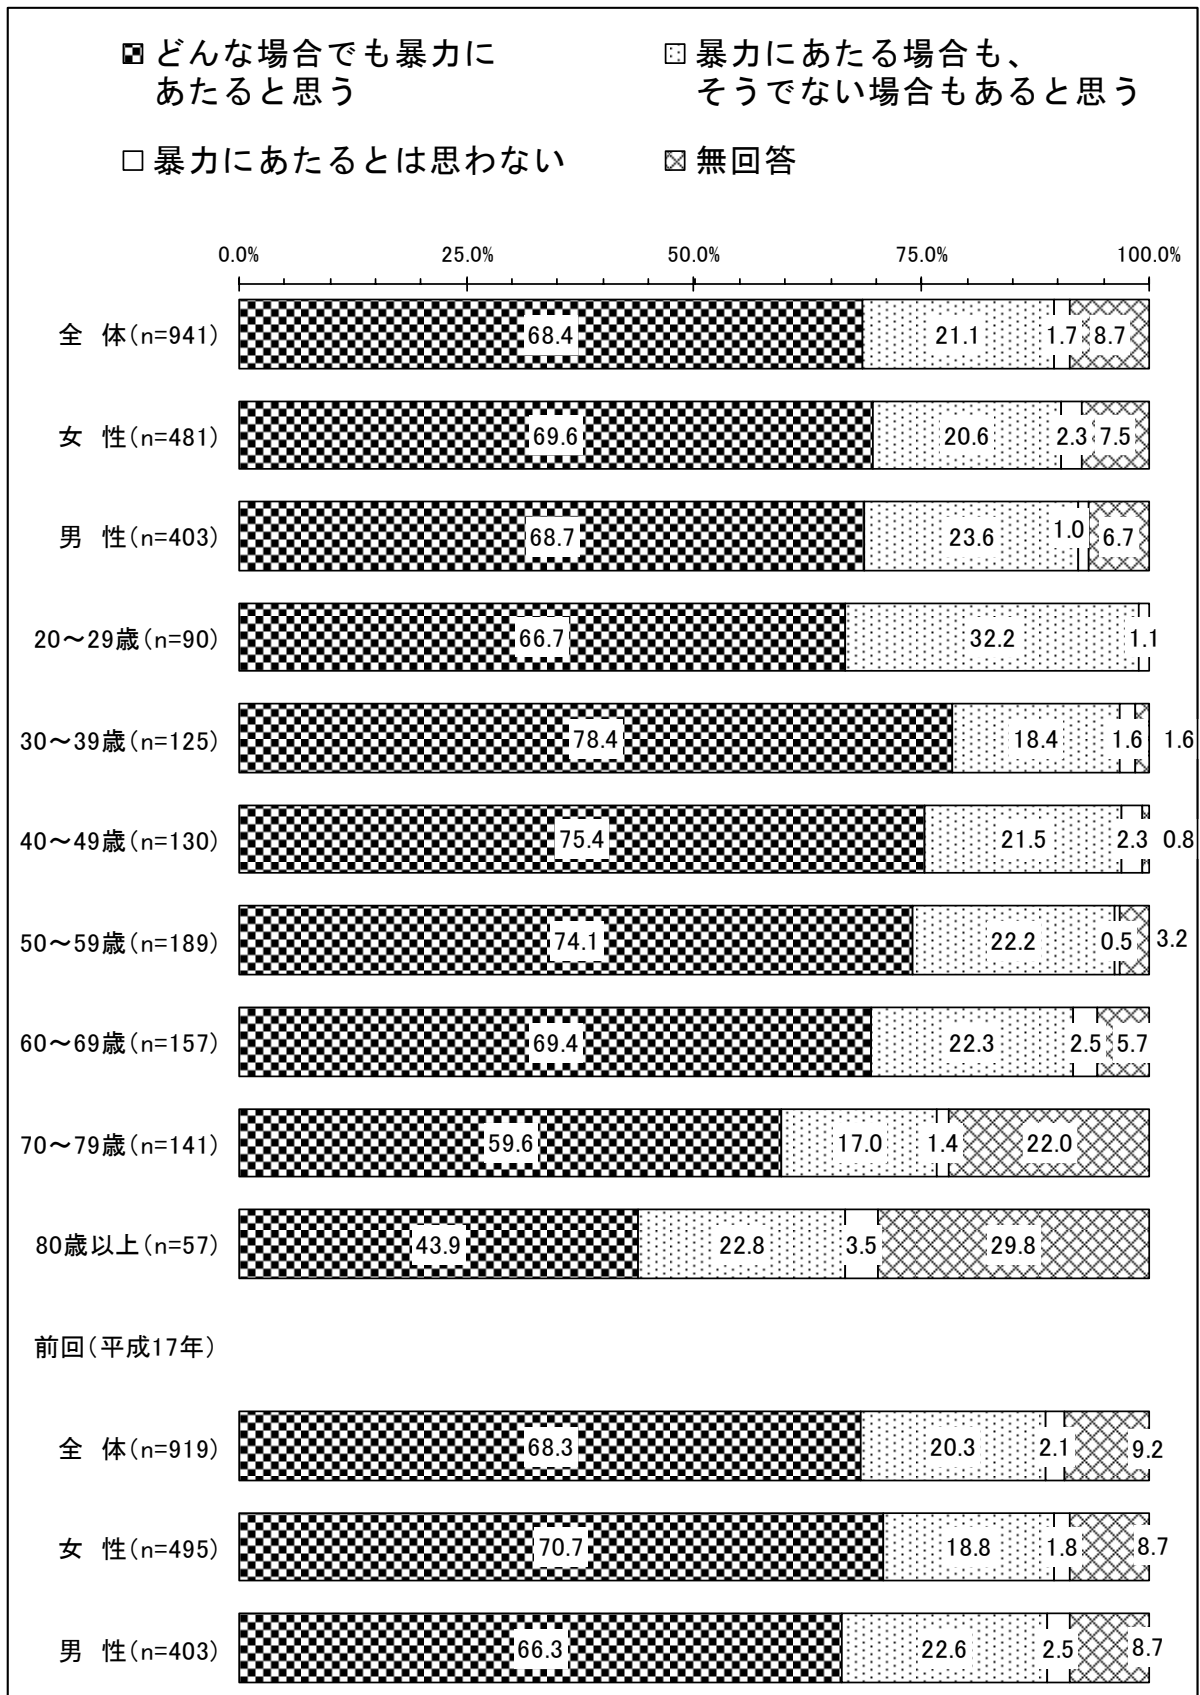 どんな場合でも暴力に
あたると思う
暴力にあたる場合も、
そうでない場合もあると思う
暴力にあたるとは思わない
無回答
0.0% 25.0% 50.0% 75.0% 100.0%
全 体(n=941) 68.4 21.1 1.7 8.7
女 性(n=481) 69.6 20.6 2.3 7.5
男 性(n=403) 68.7 23.6 1.0 6.7
20～29歳(n=90) 66.7 32.2 1.1
30～39歳(n=125) 78.4 18.4 1.6 1.6
40～49歳(n=130) 75.4 21.5 2.3 0.8
50～59歳(n=189) 74.1 22.2 0.5 3.2
60～69歳(n=157) 69.4 22.3 2.5 5.7
70～79歳(n=141) 59.6 17.0 1.4 22.0
80歳以上(n=57) 43.9 22.8 3.5 29.8
前回(平成17年)
全 体(n=919) 68.3 20.3 2.1 9.2
女 性(n=495) 70.7 18.8 1.8 8.7
男 性(n=403) 66.3 22.6 2.5 8.7